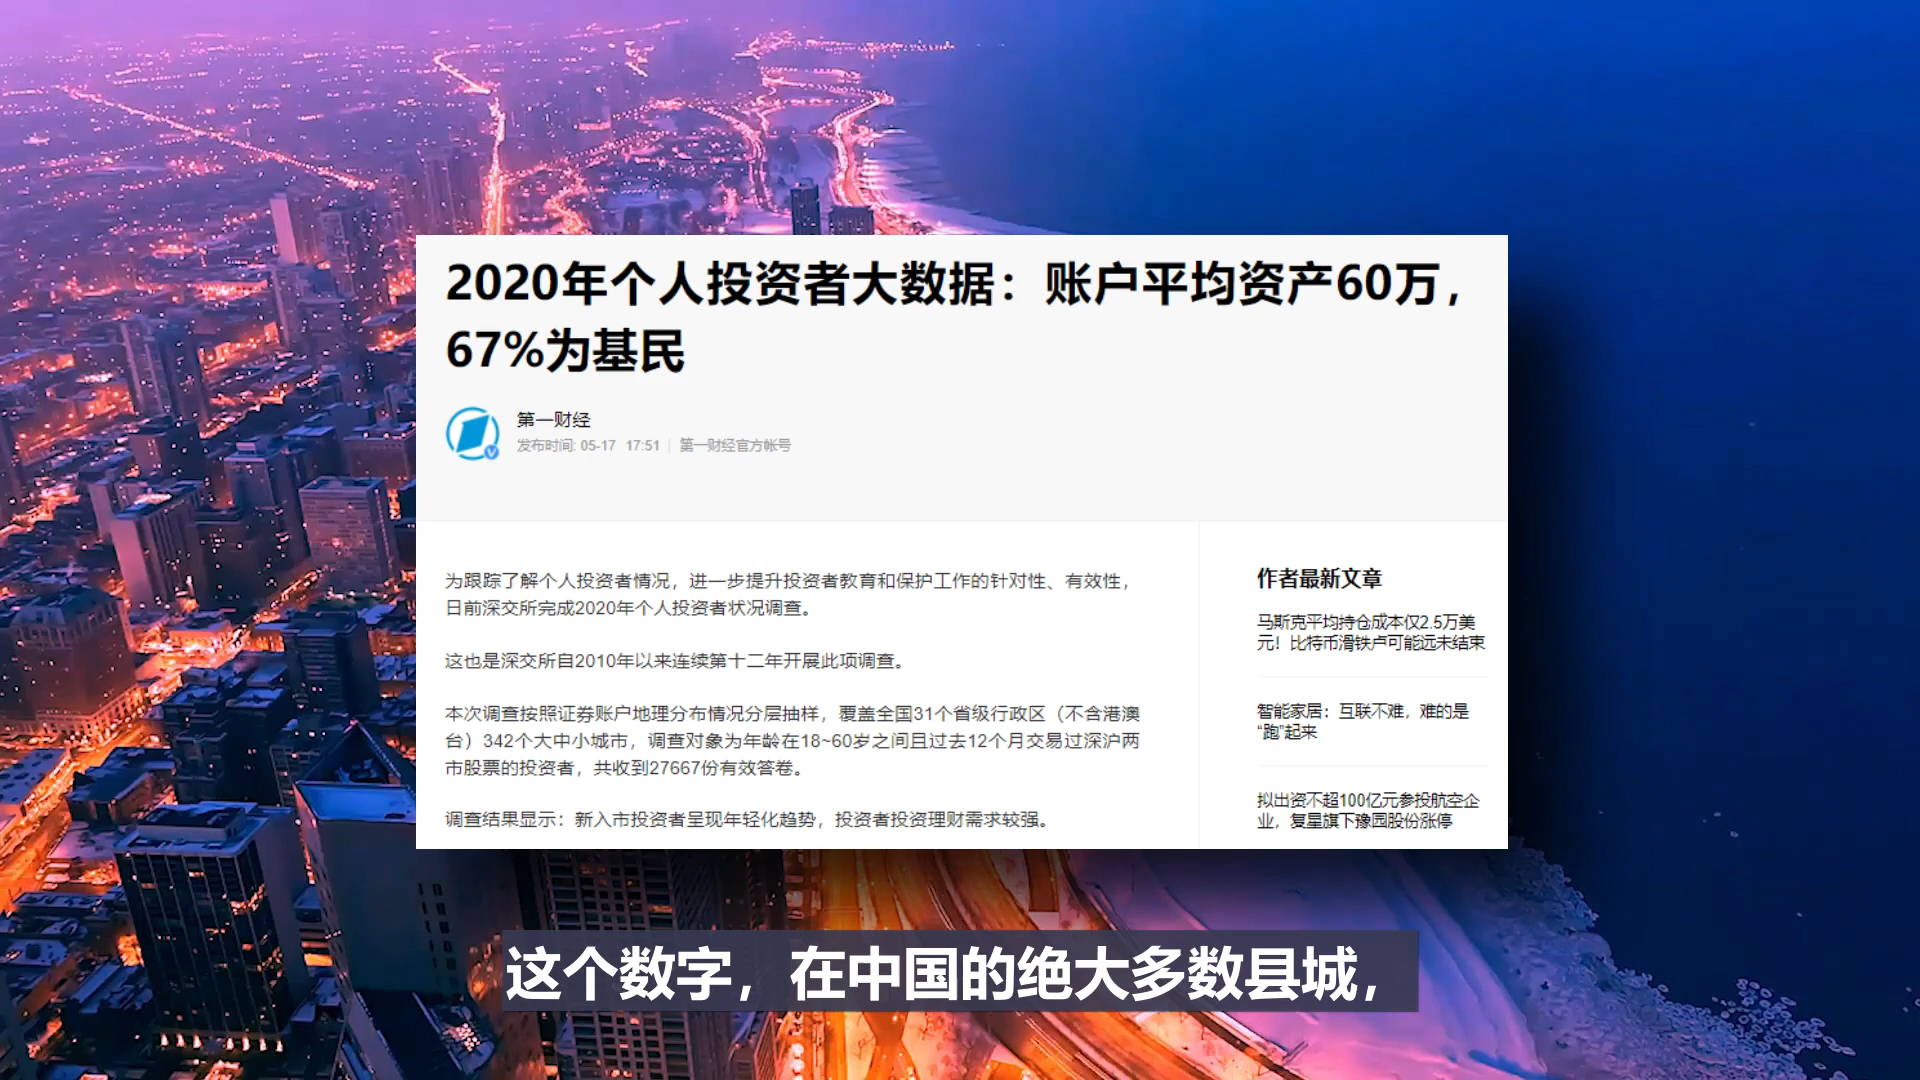 2020年个人投资者大数据：账户平均资产60万，
67%为基民
第一财经
发布时间: 05-17 17:51 | 第一财经官方帐号
为跟踪了解个人投资者情况，进一步提升投资者教育和保护工作的针对性、有效性，
日前深交所完成2020年个人投资者状况调查。
这也是深交所自2010年以来连续第十二年开展此项调查。
本次调查按照证券账户地理分布情况分层抽样，覆盖全国31个省级行政区（不含港澳
台）342个大中小城市，调查对象为年龄在18~60岁之间且过去12个月交易过深沪两
市股票的投资者，共收到27667份有效答卷。
调查结果显示：新入市投资者呈现年轻化趋势，投资者投资理财需求较强。
作者最新文章
马斯克平均持仓成本仅2.5万美
元！比特币滑铁卢可能远未结束
智能家居：互联不难，难的是
“跑”起来
拟出资不超100亿元参投航空企
业，复星旗下豫园股份涨停
这个数字，在中国的绝大多数县城，